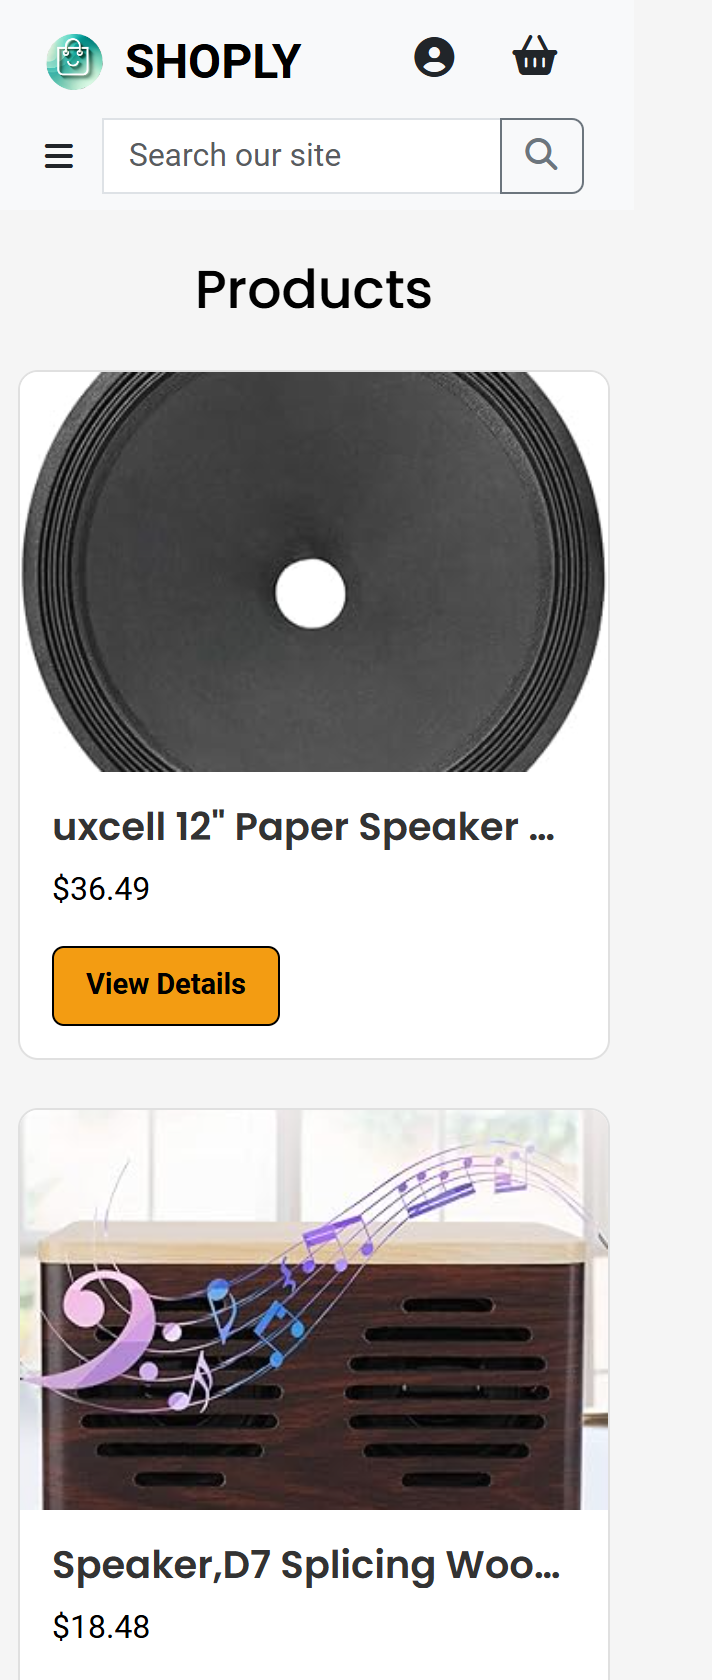 SHOPLY
Search our site
Products
uxcell 12" Paper Speaker ...
$36.49
View Details
Speaker,D7 Splicing Woo...
$18.48